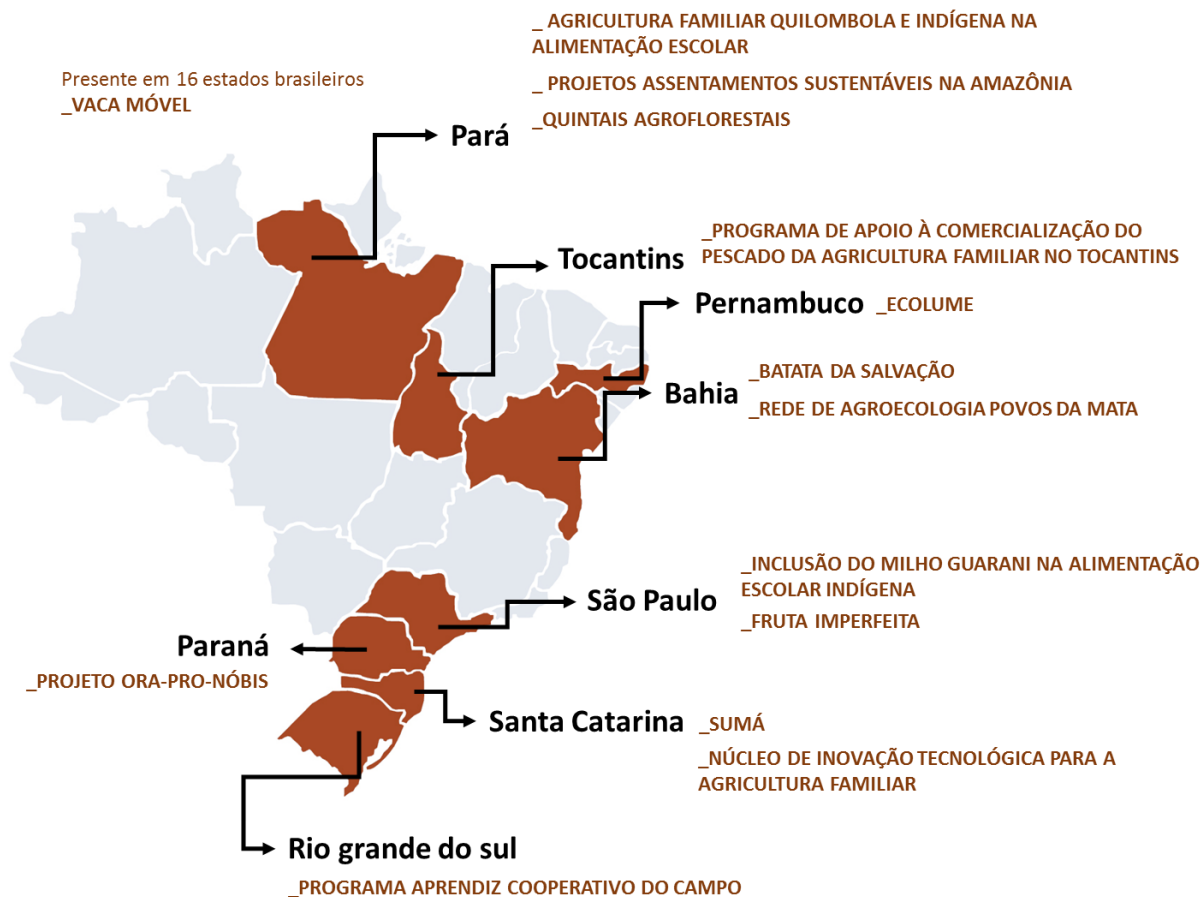 _ AGRICULTURA FAMILIAR QUILOMBOLA E INDÍGENA NA
ALIMENTAÇÃO ESCOLAR
Presente em 16 estados brasileiros
_VACA MÓVEL
_ PROJETOS ASSENTAMENTOS SUSTENTÁVEIS NA AMAZÔNIA
_QUINTAIS AGROFLORESTAIS
Pará
_PROGRAMA DE APOIO À COMERCIALIZAÇÃO DO
PESCADO DA AGRICULTURA FAMILIAR NO TOCANTINS
Tocantins
Pernambuco
_ECOLUME
Bahia
_BATATA DA SALVAÇÃO
_REDE DE AGROECOLOGIA POVOS DA MATA
São Paulo
_INCLUSÃO DO MILHO GUARANI NA ALIMENTAÇÃO
ESCOLAR INDÍGENA
_FRUTA IMPERFEITA
Paraná
_PROJETO ORA-PRO-NÓBIS
Santa Catarina
_SUMÁ
_NÚCLEO DE INOVAÇÃO TECNOLÓGICA PARA A
AGRICULTURA FAMILIAR
Rio grande do sul
_PROGRAMA APRENDIZ COOPERATIVO DO CAMPO